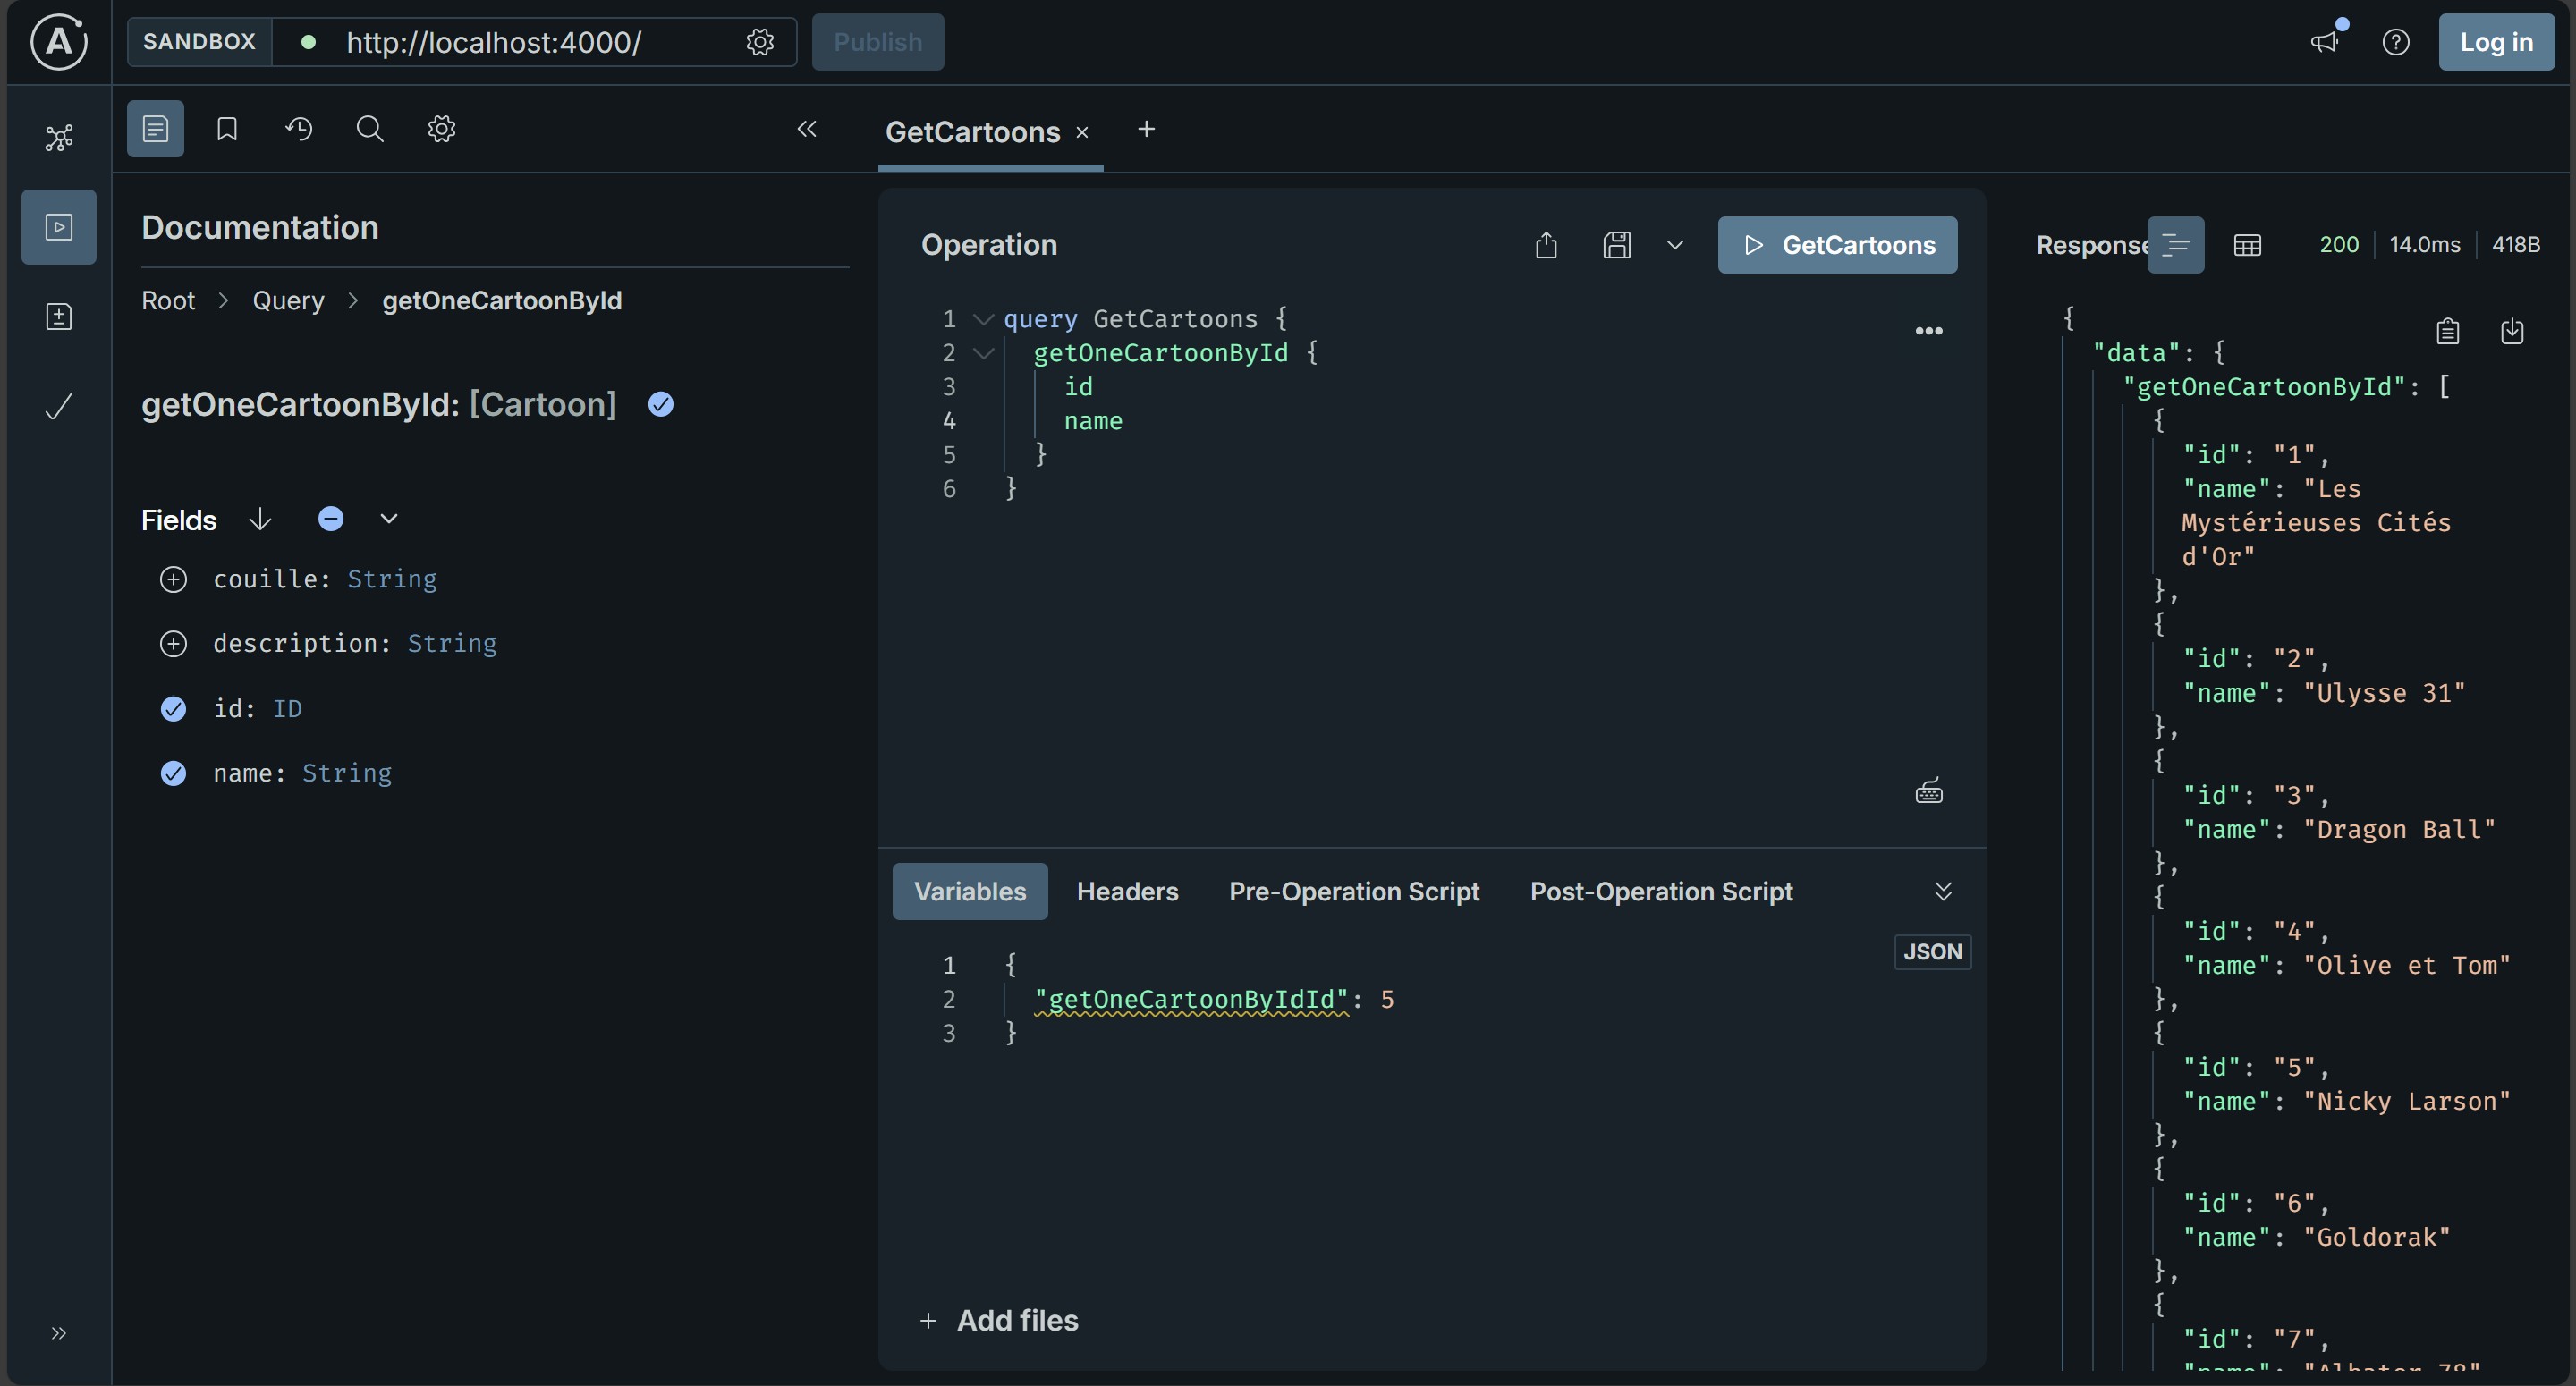 SANDBOX
http://localhost:4000/
Publish
Log in
GetCartoons
Documentation
Root > Query > getOneCartoonById
getOneCartoonById: [Cartoon]
Fields
couille: String
description: String
id: ID
name: String
Operation
GetCartoons
1 query GetCartoons {
2 getOneCartoonById {
3 id
4 name
5 }
6 }
Variables
Headers
Pre-Operation Script
Post-Operation Script
JSON
1 {
2 "getOneCartoonByIdId": 5
3 }
+ Add files
Response
200
14.0ms
418B
{
"data": {
"getOneCartoonById": [
{
"id": "1",
"name": "Les
Mystérieuses Cités
d'Or"
},
{
"id": "2",
"name": "Ulysse 31"
},
{
"id": "3",
"name": "Dragon Ball"
},
{
"id": "4",
"name": "Olive et Tom"
},
{
"id": "5",
"name": "Nicky Larson"
},
{
"id": "6",
"name": "Goldorak"
},
{
"id": "7",
"name": "Albator 78"